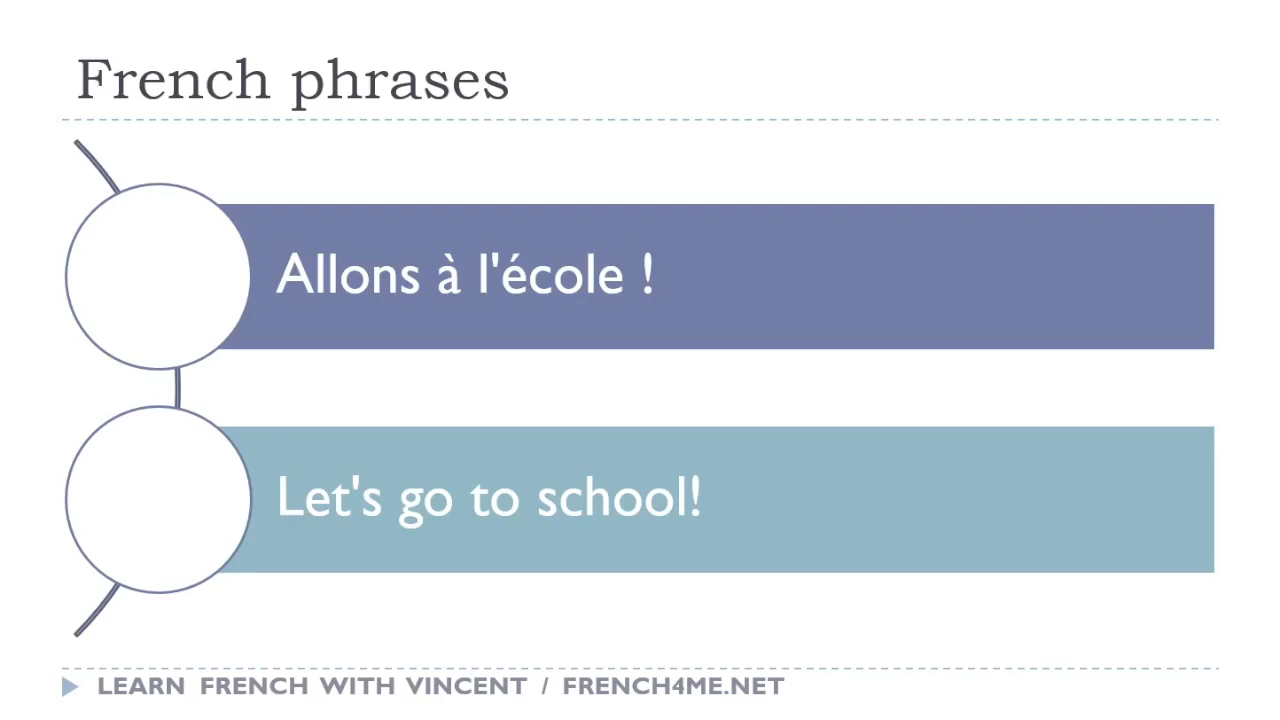 French phrases
Allons à l'école !
Let's go to school!
LEARN FRENCH WITH VINCENT / FRENCH4ME.NET